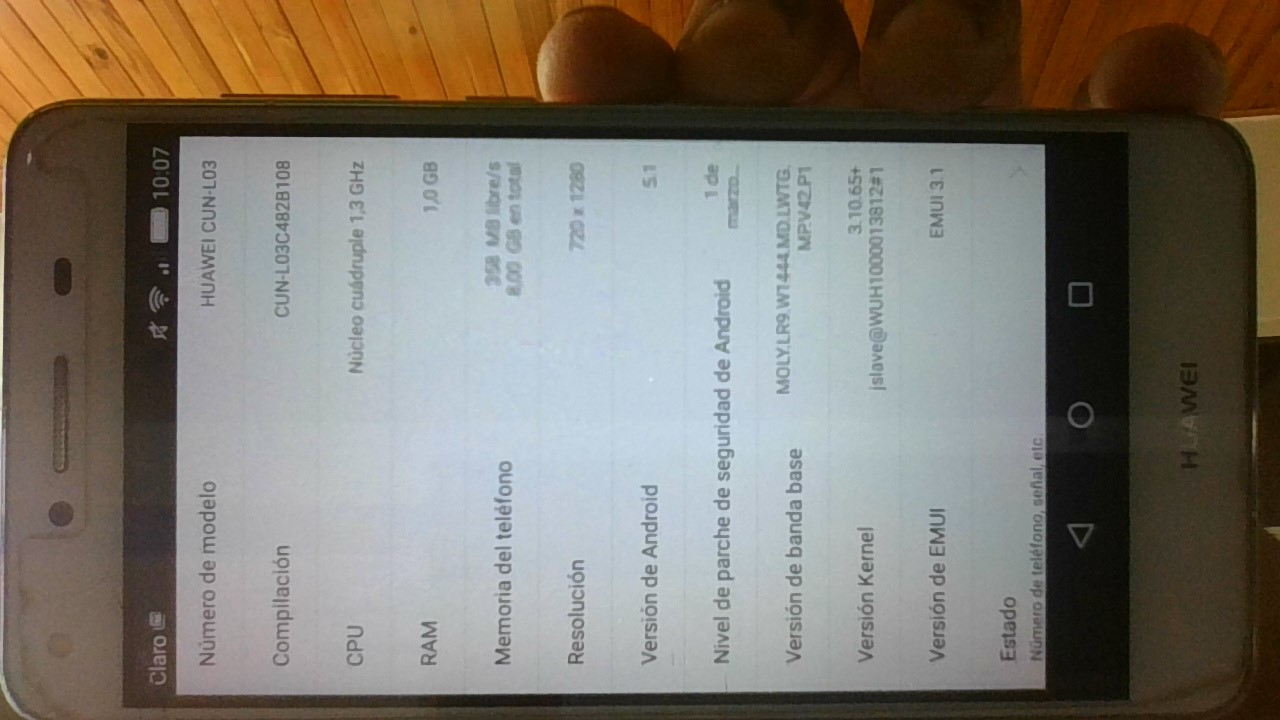 Claro 10:07
Número de modelo HUAWEI CUN-L03
Compilación CUN-L03C482B108
CPU Núcleo cuádruple 1,3 GHz
RAM 1,0 GB
Memoria del teléfono 358 MB libre/s
8,00 GB en total
Resolución 720 x 1280
Versión de Android 5.1
Nivel de parche de seguridad de Android 1 de
marzo...
Versión de banda base MOLY.LR9.W1444.MD.LWTG.
MP.V42.P1
Versión Kernel 3.10.65+
jslave@WUH1000013812#1
Versión de EMUI EMUI 3.1
Estado
Número de teléfono, señal, etc.
HUAWEI